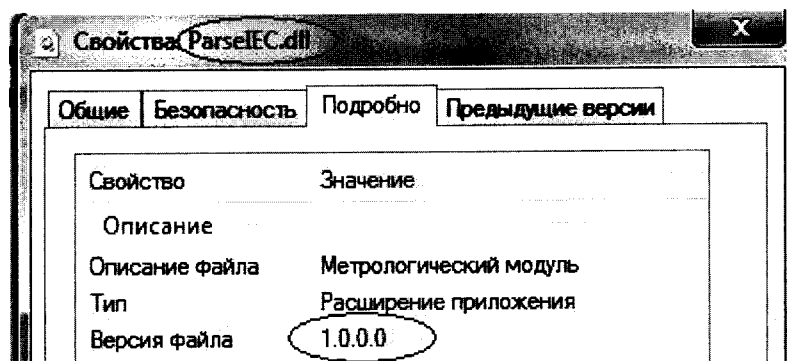 Свойства: ParseIEC.dll
X
Общие Безопасность Подробно Предыдущие версии
Свойство Значение
Описание
Описание файла Метрологический модуль
Тип Расширение приложения
Версия файла 1.0.0.0